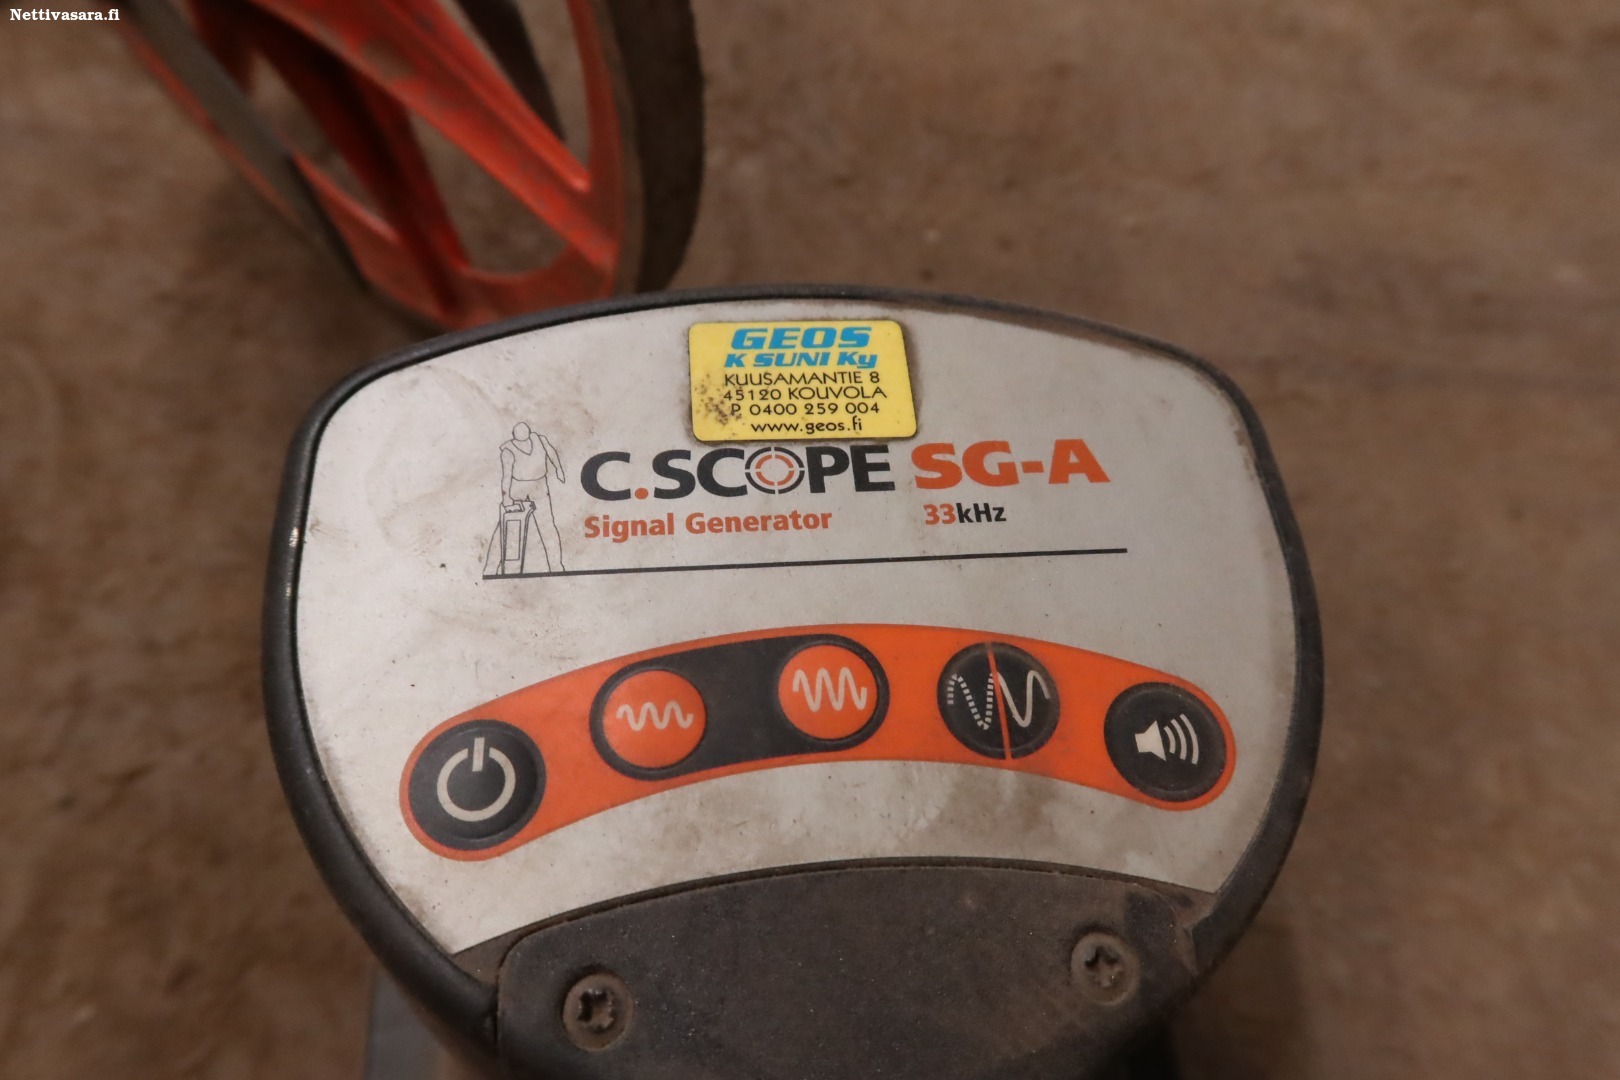 Nettivasara.fi
GEOS
K SUNI Ky
KUUSAMANTIE 8
45120 KOUVOLA
P. 0400 259 004
www.geos.fi
C.SCOPE SG-A
Signal Generator 33kHz